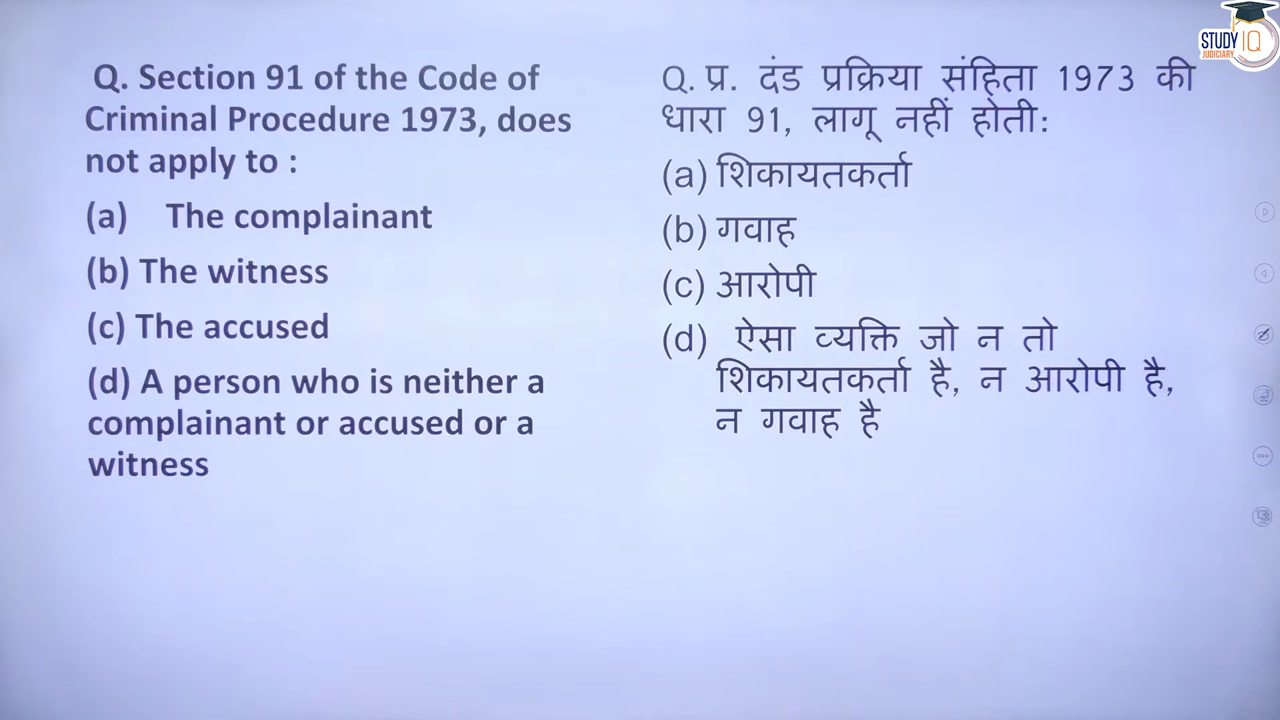 Q. Section 91 of the Code of
Criminal Procedure 1973, does
not apply to :
(a) The complainant
(b) The witness
(c) The accused
(d) A person who is neither a
complainant or accused or a
witness
Q. प्र. दंड प्रक्रिया संहिता 1973 की
धारा 91, लागू नहीं होती:
(a) शिकायतकर्ता
(b) गवाह
(c) आरोपी
(d) ऐसा व्यक्ति जो न तो
शिकायतकर्ता है, न आरोपी है,
न गवाह है
STUDY IQ
JUDICIARY